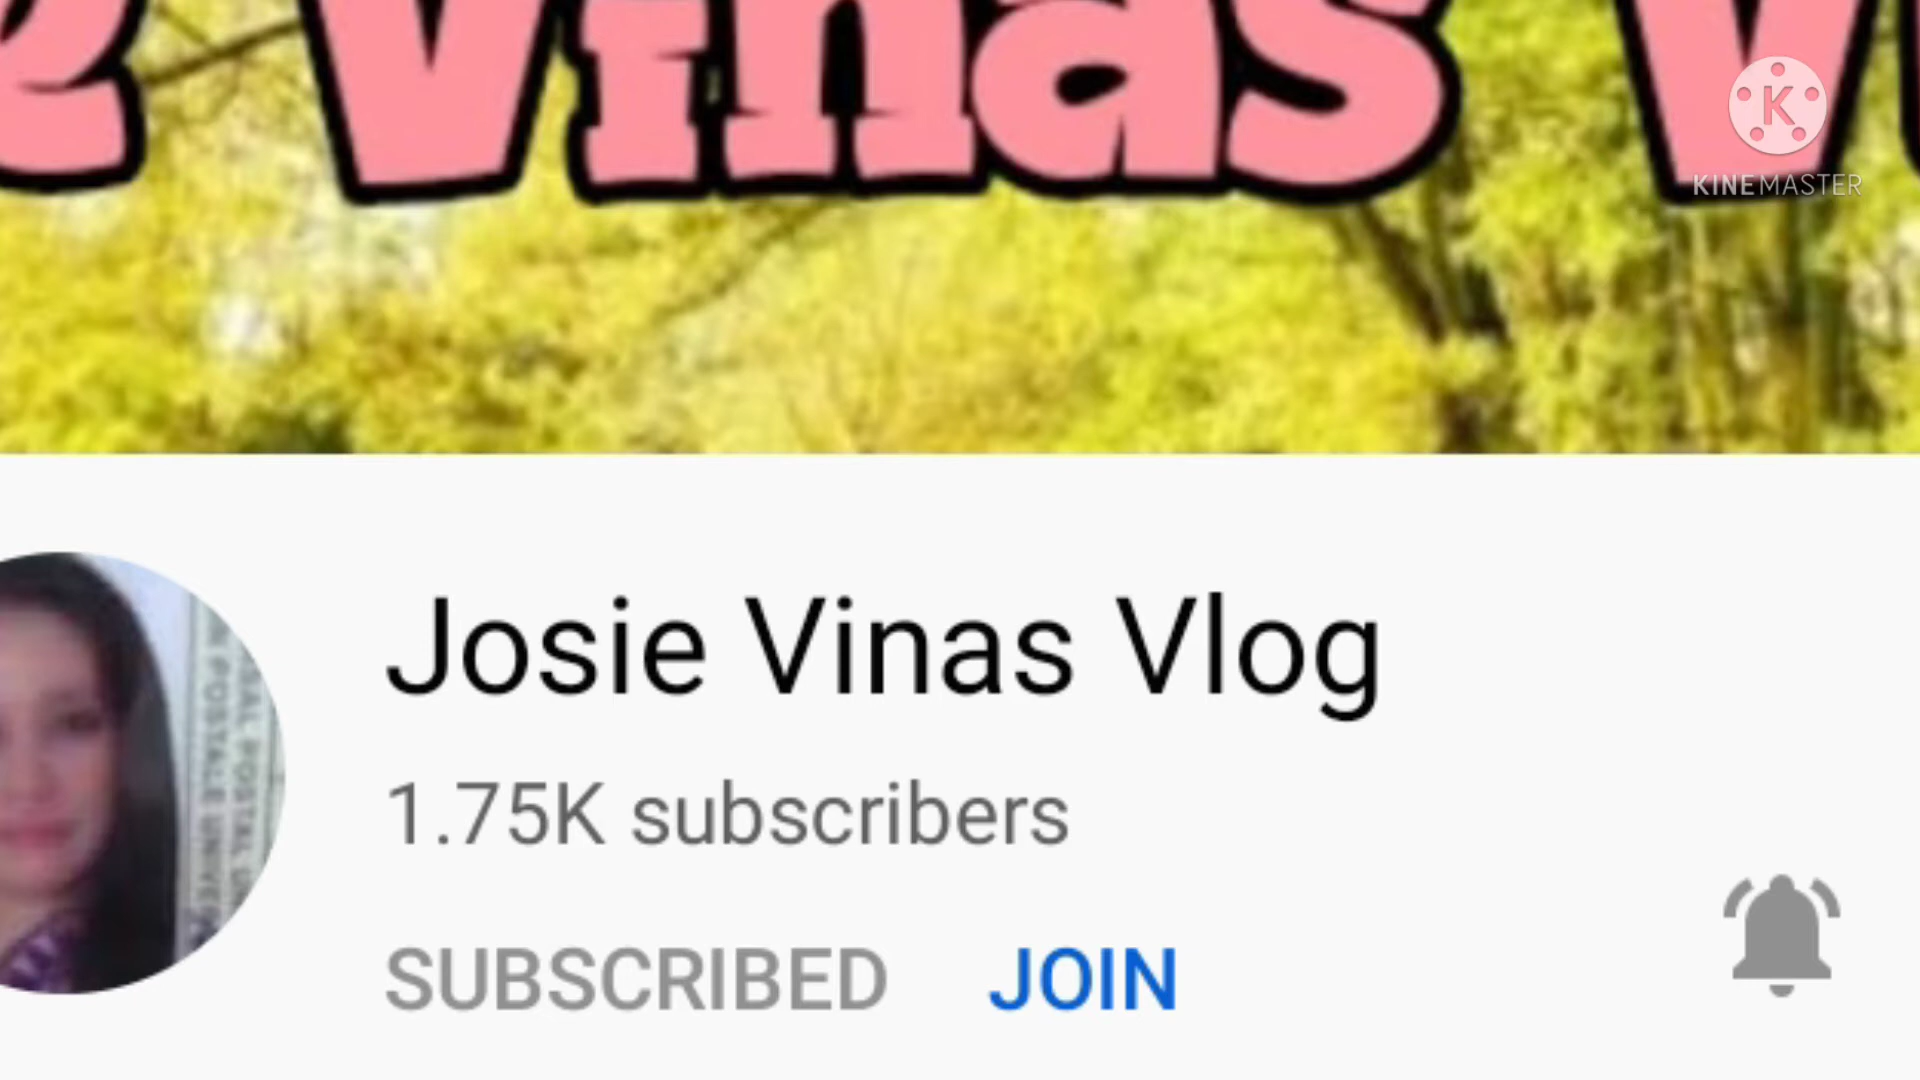 e Vinas V
K
KINEMASTER
Josie Vinas Vlog
1.75K subscribers
SUBSCRIBED JOIN